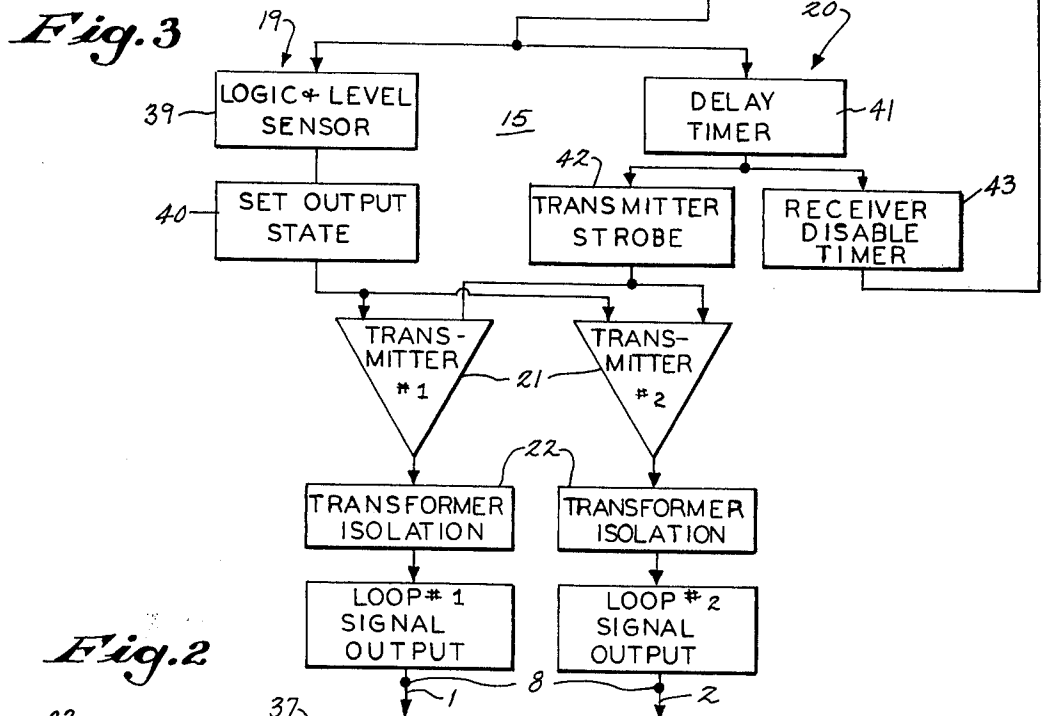 Fig.3
19
20
LOGIC & LEVEL
SENSOR
39
15
DELAY
TIMER
41
SET OUTPUT
STATE
40
42
TRANSMITTER
STROBE
RECEIVER
DISABLE
TIMER
43
TRANS-
MITTER
#1
21
TRANS-
MITTER
#2
22
TRANSFORMER
ISOLATION
TRANSFORMER
ISOLATION
LOOP #1
SIGNAL
OUTPUT
LOOP #2
SIGNAL
OUTPUT
Fig.2
8
1
2
37